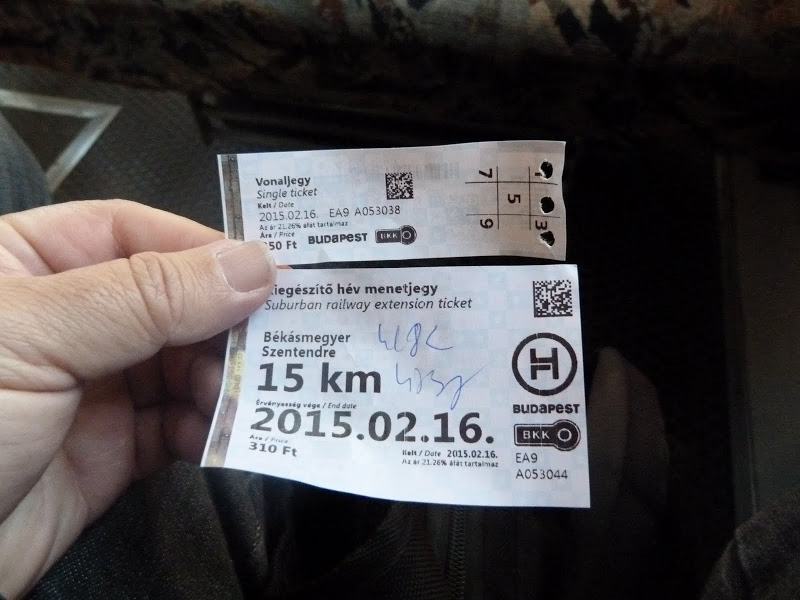 Vonaljegy
Single ticket
Kelt / Date
2015.02.16. EA9 A053038
Az ár 21.26% áfát tartalmaz
Ára / Price
350 Ft BUDAPEST BKK
7
5
9
3
Kiegészítő hév menetjegy
Suburban railway extension ticket
Békásmegyer
Szentendre
15 km
Érvényesség vége / End date
2015.02.16.
Ára / Price
310 Ft
Kelt / Date 2015.02.16.
Az ár 21.26% áfát tartalmaz
H
BUDAPEST
BKK
EA9
A053044